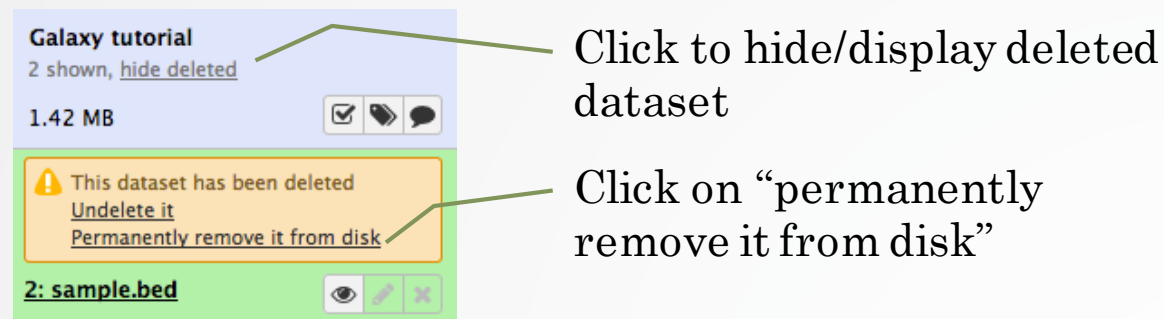 Galaxy tutorial
2 shown, hide deleted
1.42 MB
This dataset has been deleted
Undelete it
Permanently remove it from disk
2: sample.bed
Click to hide/display deleted
dataset
Click on “permanently
remove it from disk”